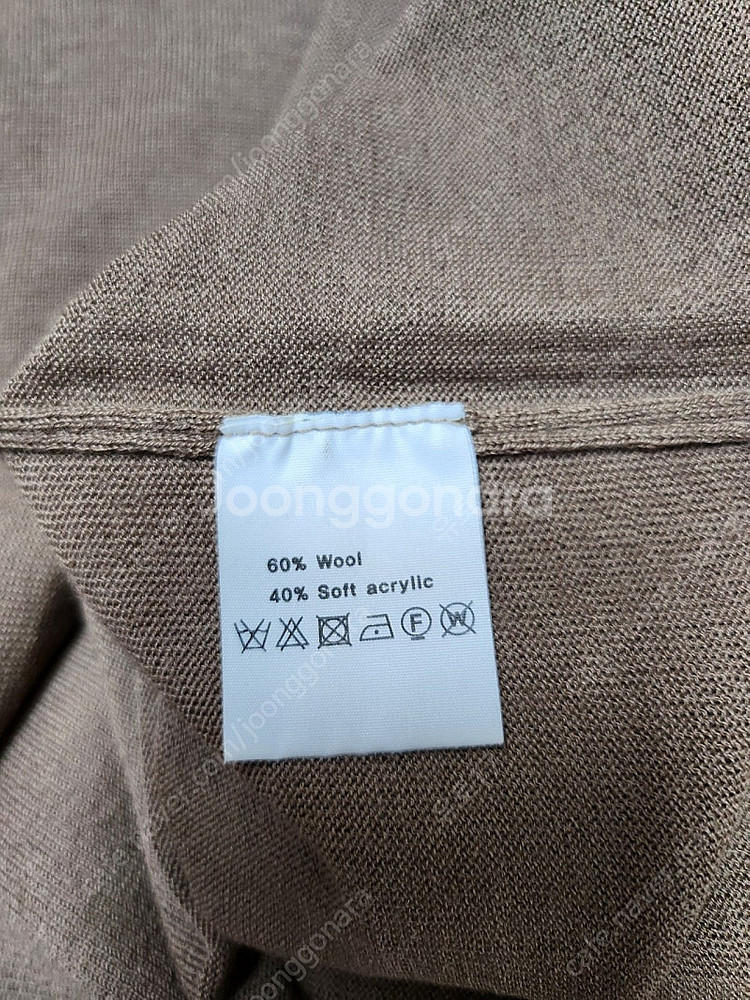 joonggonara
60% Wool
40% Soft acrylic
F
W